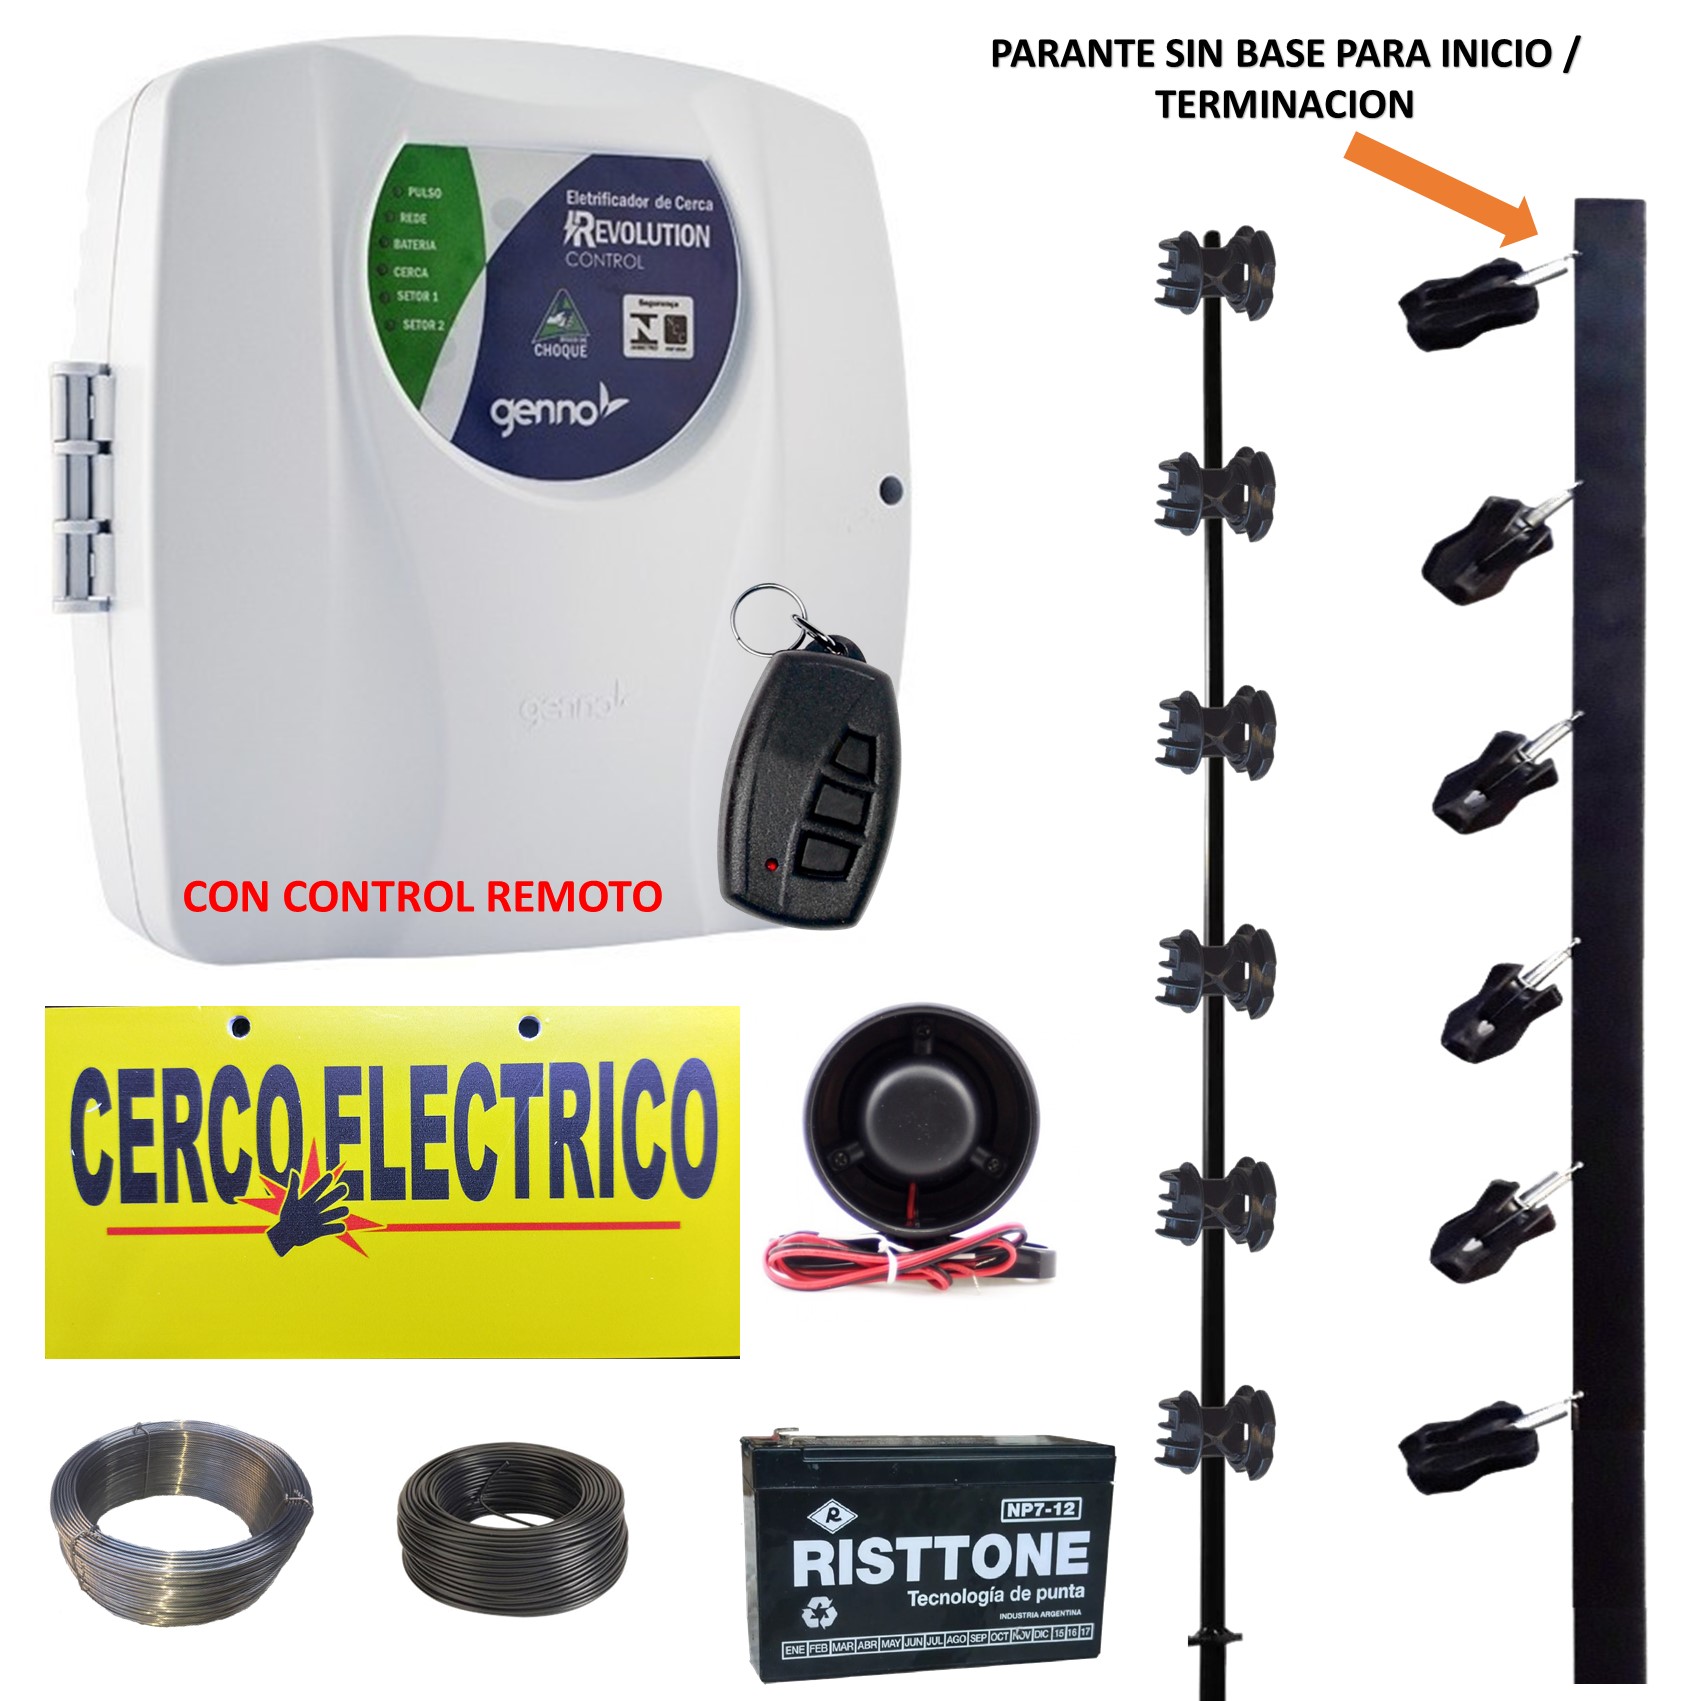 PARANTE SIN BASE PARA INICIO /
TERMINACION
PULSO
REDE
BATERIA
CERCA
SETOR 1
SETOR 2
Eletrificador de Cerca
REVOLUTION
CONTROL
CHOQUE
Segurança
genno
genno
CON CONTROL REMOTO
CERCO ELECTRICO
NP7-12
RISTTONE
Tecnología de punta
INDUSTRIA ARGENTINA
ENE FEB MAR ABR MAY JUN JUL AGO SEP OCT NOV DIC 15 16 17